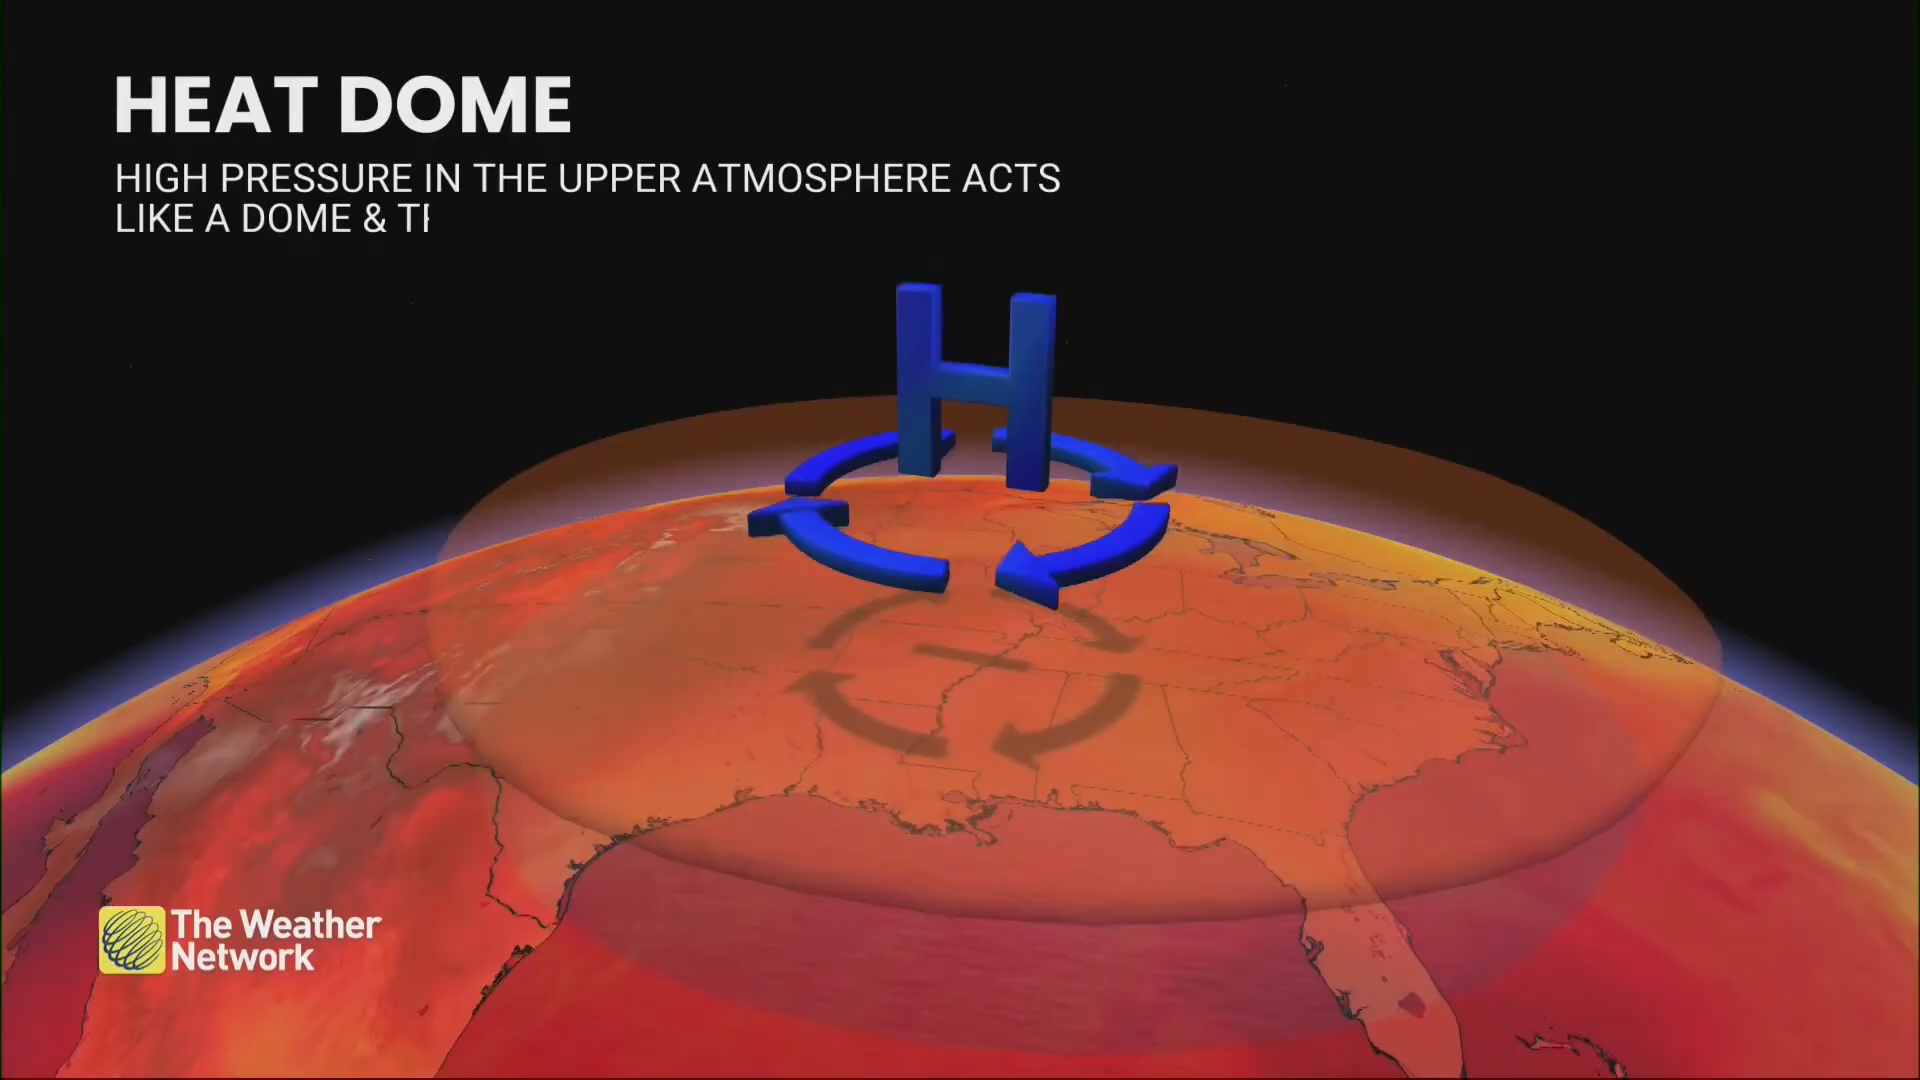 HEAT DOME
HIGH PRESSURE IN THE UPPER ATMOSPHERE ACTS
LIKE A DOME &
H
The Weather
Network